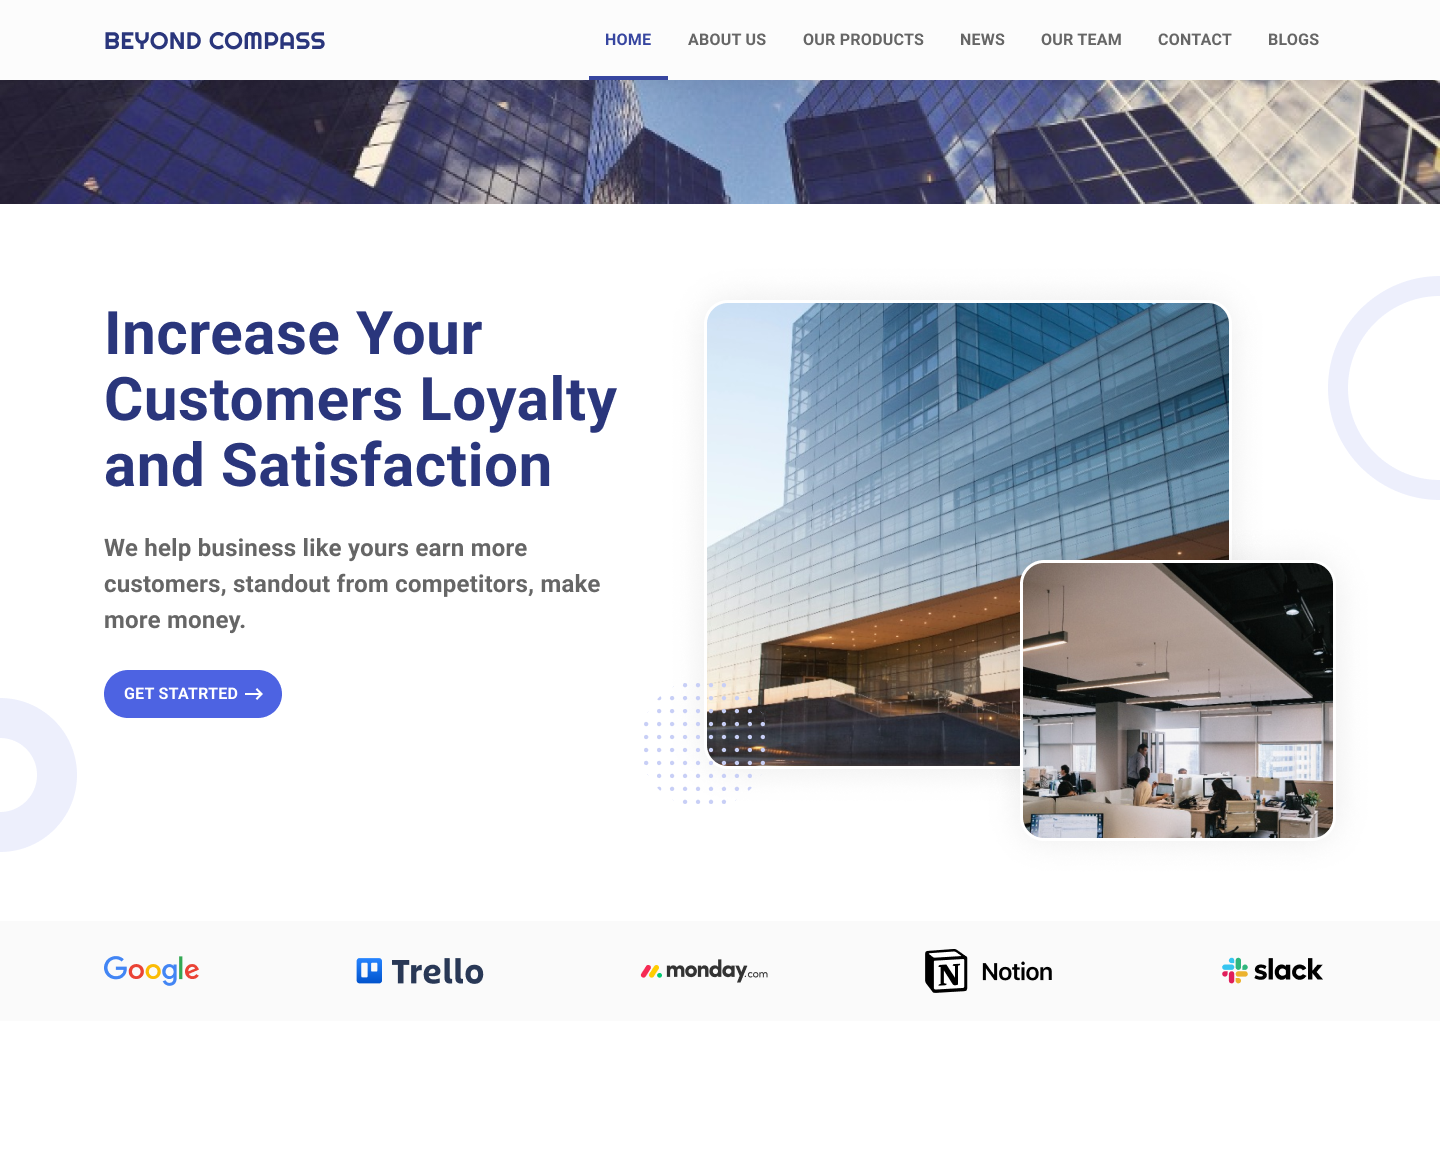 BEYOND COMPASS
HOME ABOUT US OUR PRODUCTS NEWS OUR TEAM CONTACT BLOGS
Increase Your
Customers Loyalty
and Satisfaction
We help business like yours earn more
customers, standout from competitors, make
more money.
GET STATRTED
Google Trello monday.com Notion slack